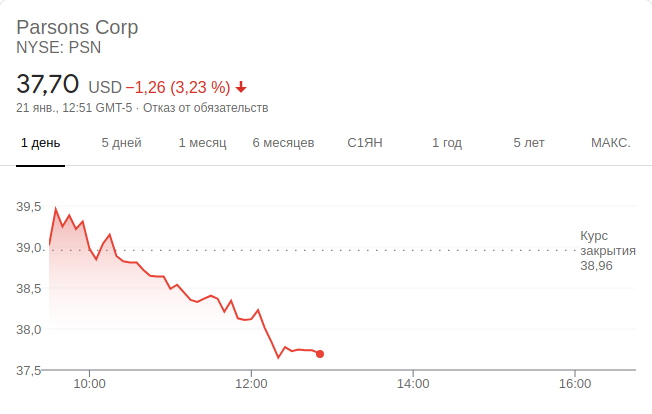 Parsons Corp
NYSE: PSN
37,70 USD −1,26 (3,23 %)
21 янв., 12:51 GMT-5 · Отказ от обязательств
1 день 5 дней 1 месяц 6 месяцев С1ЯН 1 год 5 лет МАКС.
39,5
39,0
38,5
38,0
37,5
Курс
закрытия
38,96
10:00 12:00 14:00 16:00